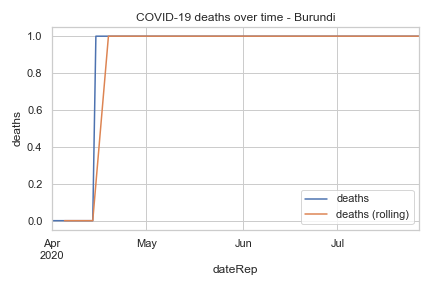 COVID-19 deaths over time - Burundi
1.0
0.8
0.6
0.4
0.2
0.0
deaths
deaths
deaths (rolling)
Apr
2020
May
Jun
Jul
dateRep